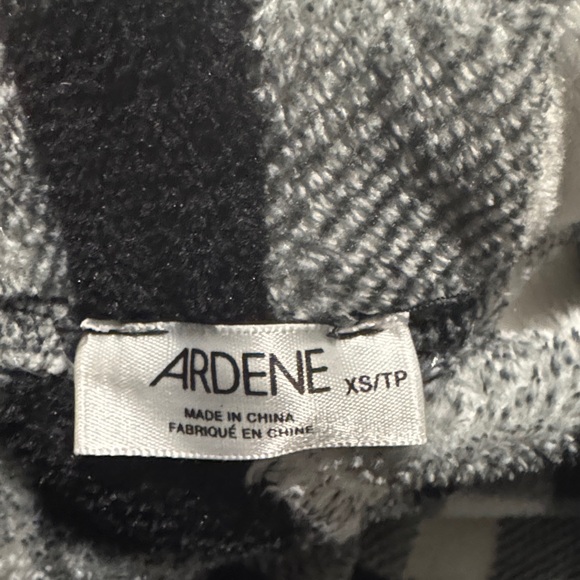 ARDENE XS/TP
MADE IN CHINA
FABRIQUÉ EN CHINE